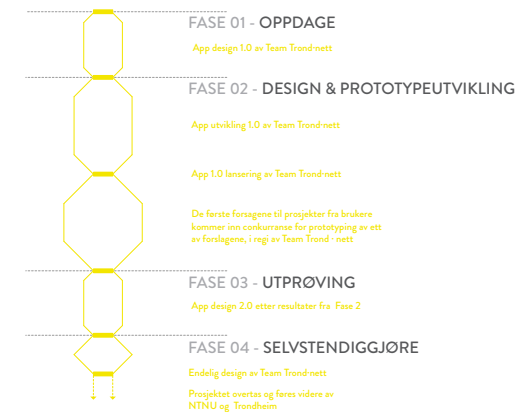 FASE 01 - OPPDAGE
App design 1.0 av Team Trond-nett
FASE 02 - DESIGN & PROTOTYPEUTVIKLING
App utvikling 1.0 av Team Trond-nett
App 1.0 lansering av Team Trond-nett
De første forsagene til prosjekter fra brukere
kommer inn conkurranse for prototyping av ett
av forslagene, i regi av Team Trond - nett
FASE 03 - UTPRØVING
App design 2.0 etter resultater fra Fase 2
FASE 04 - SELVSTENDIGGJØRE
Endelig design av Team Trond-nett
Prosjektet overtas og føres videre av
NTNU og Trondheim